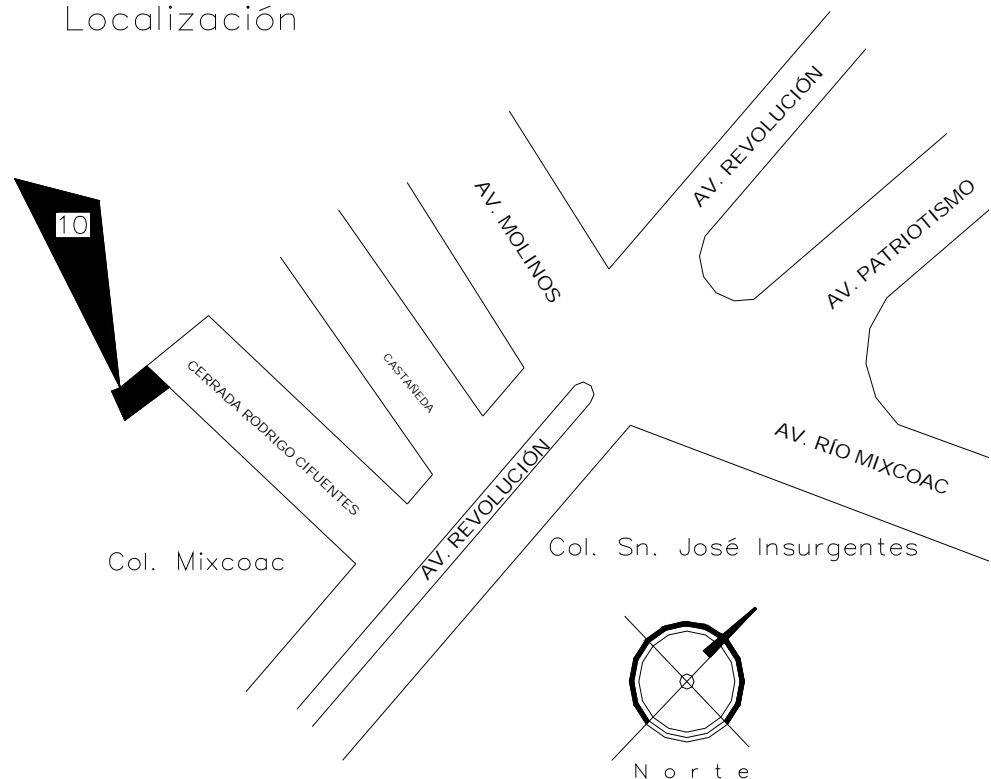 Localización
AV. REVOLUCIÓN
AV. MOLINOS
AV. PATRIOTISMO
10
CASTAÑEDA
CERRADA RODRIGO CIFUENTES
AV. REVOLUCIÓN
AV. RÍO MIXCOAC
Col. Mixcoac
Col. Sn. José Insurgentes
Norte